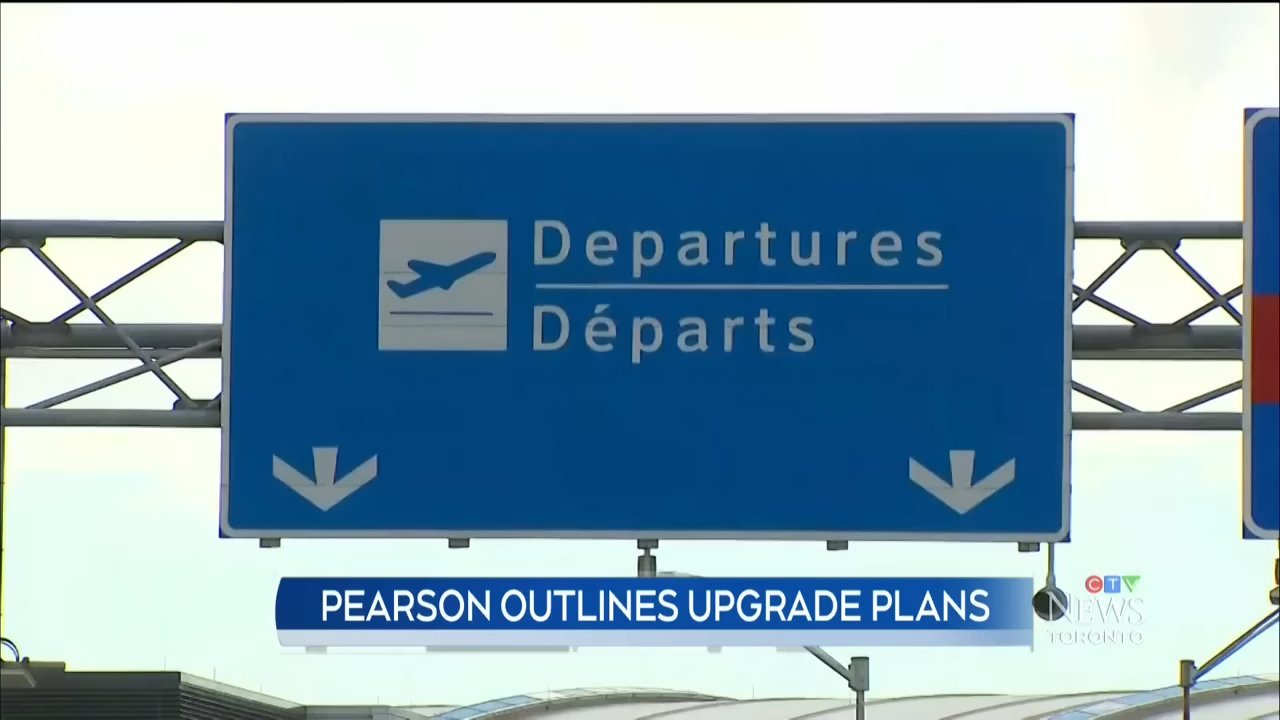 Departures
Départs
PEARSON OUTLINES UPGRADE PLANS
CTV
NEWS
TORONTO